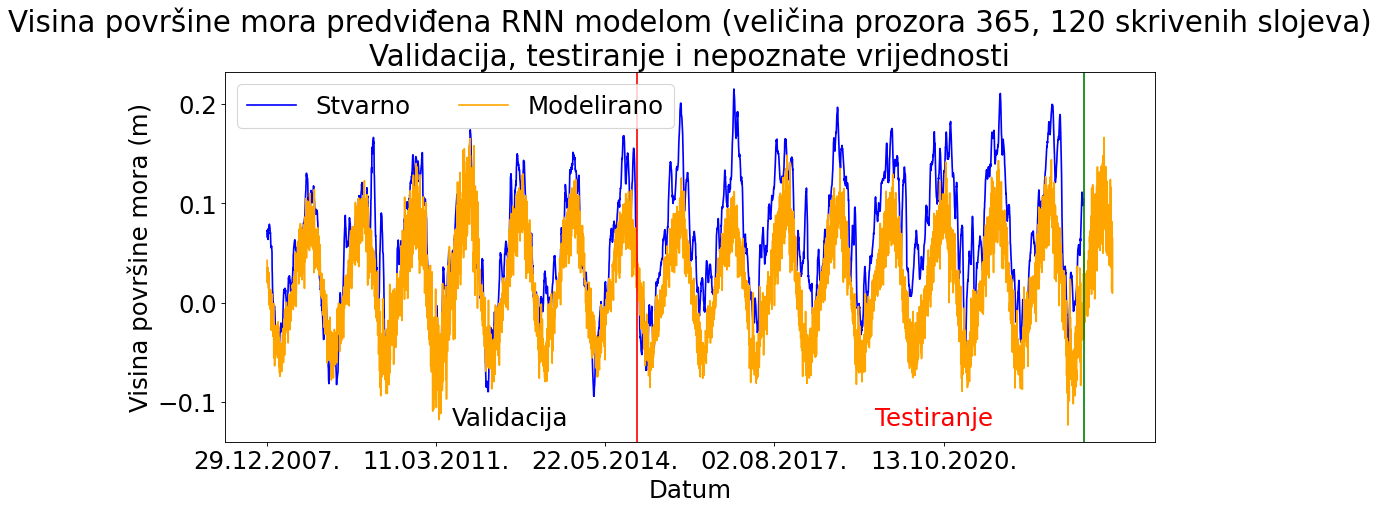 Visina površine mora predviđena RNN modelom (veličina prozora 365, 120 skrivenih slojeva)
Validacija, testiranje i nepoznate vrijednosti
Stvarno Modelirano
Visina površine mora (m)
0.2
0.1
0.0
−0.1
Validacija
Testiranje
29.12.2007. 11.03.2011. 22.05.2014. 02.08.2017. 13.10.2020.
Datum